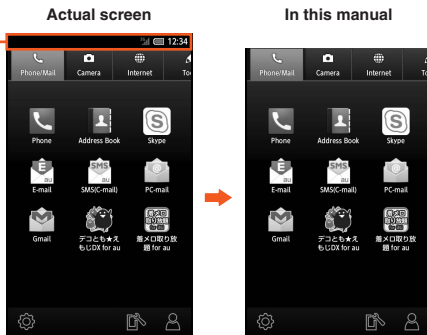 Actual screen
In this manual
12:34
Phone/Mail Camera Internet To
Phone Address Book Skype
E-mail SMS(C-mail) PC-mail
Gmail デコとも★え 着メロ取り放
もじDX for au 題 for au
Phone/Mail Camera Internet To
Phone Address Book Skype
E-mail SMS(C-mail) PC-mail
Gmail デコとも★え 着メロ取り放
もじDX for au 題 for au